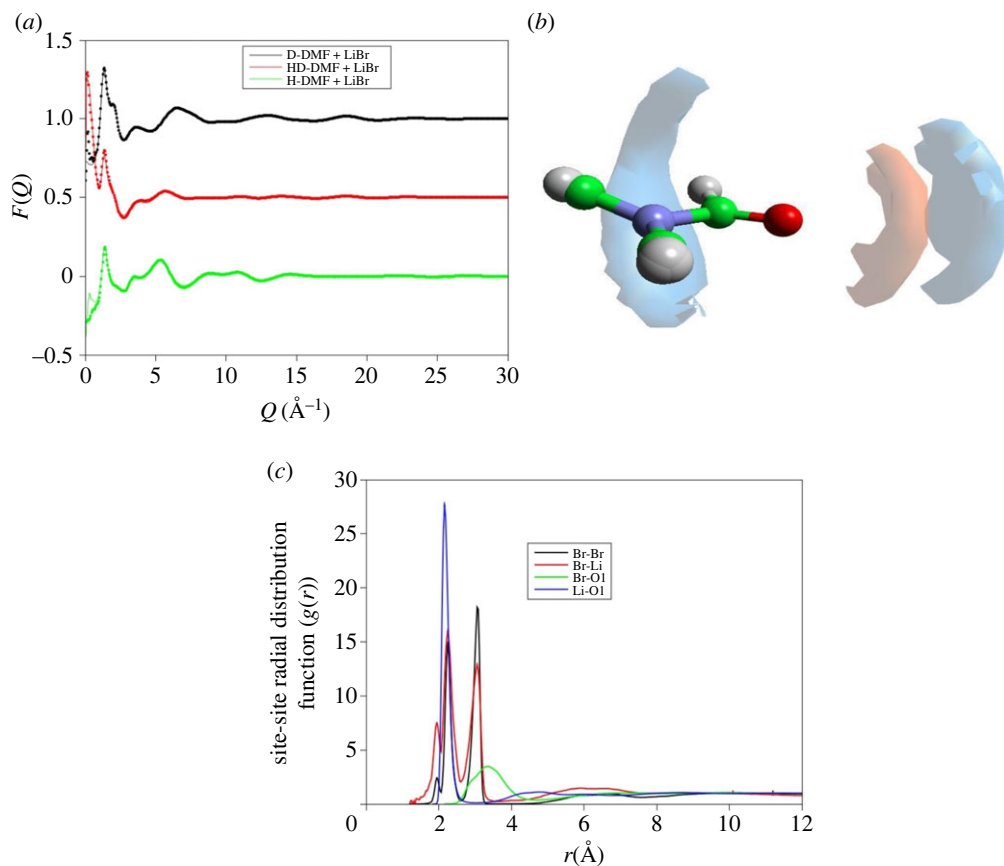 (a)
(b)
1.5
1.0
0.5
0
–0.5
F(Q)
D-DMF + LiBr
HD-DMF + LiBr
H-DMF + LiBr
0 5 10 15 20 25 30
Q (Å⁻¹)
(c)
30
25
20
15
10
5
site-site radial distribution
function (g(r))
Br-Br
Br-Li
Br-O1
Li-O1
0 2 4 6 8 10 12
r(Å)